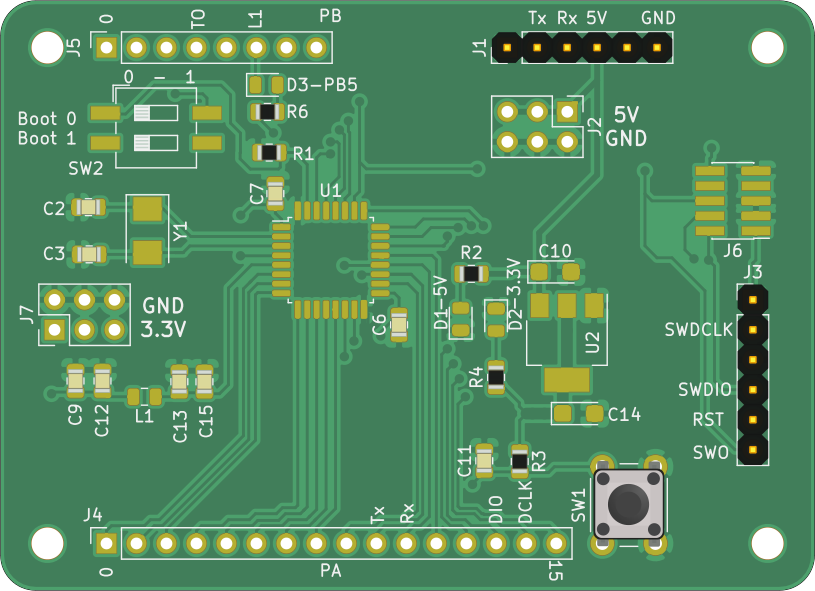 0 TO L1 PB
J5
J1 Tx Rx 5V GND
0 - 1
D3-PB5
Boot 0
Boot 1
SW2
R6
R1
J2
5V
GND
C7
U1
C2
C3
Y1
J6
J3
R2
C10
D1-5V
D2-3.3V
J7
GND
3.3V
C6
U2
SWDCLK
SWDIO
RST
SWO
R4
C9
C12
L1
C13
C15
C14
C11
R3
SW1
J4
Tx
Rx
DIO
DCLK
0
PA
15